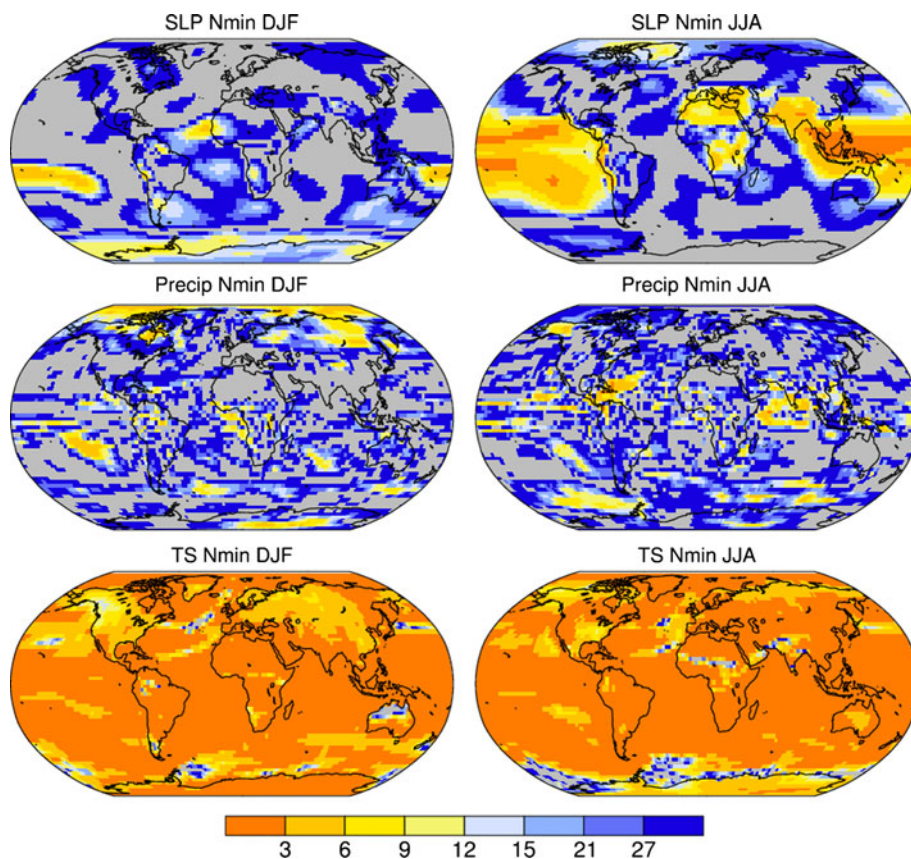 SLP Nmin DJF
SLP Nmin JJA
Precip Nmin DJF
Precip Nmin JJA
TS Nmin DJF
TS Nmin JJA
3 6 9 12 15 21 27